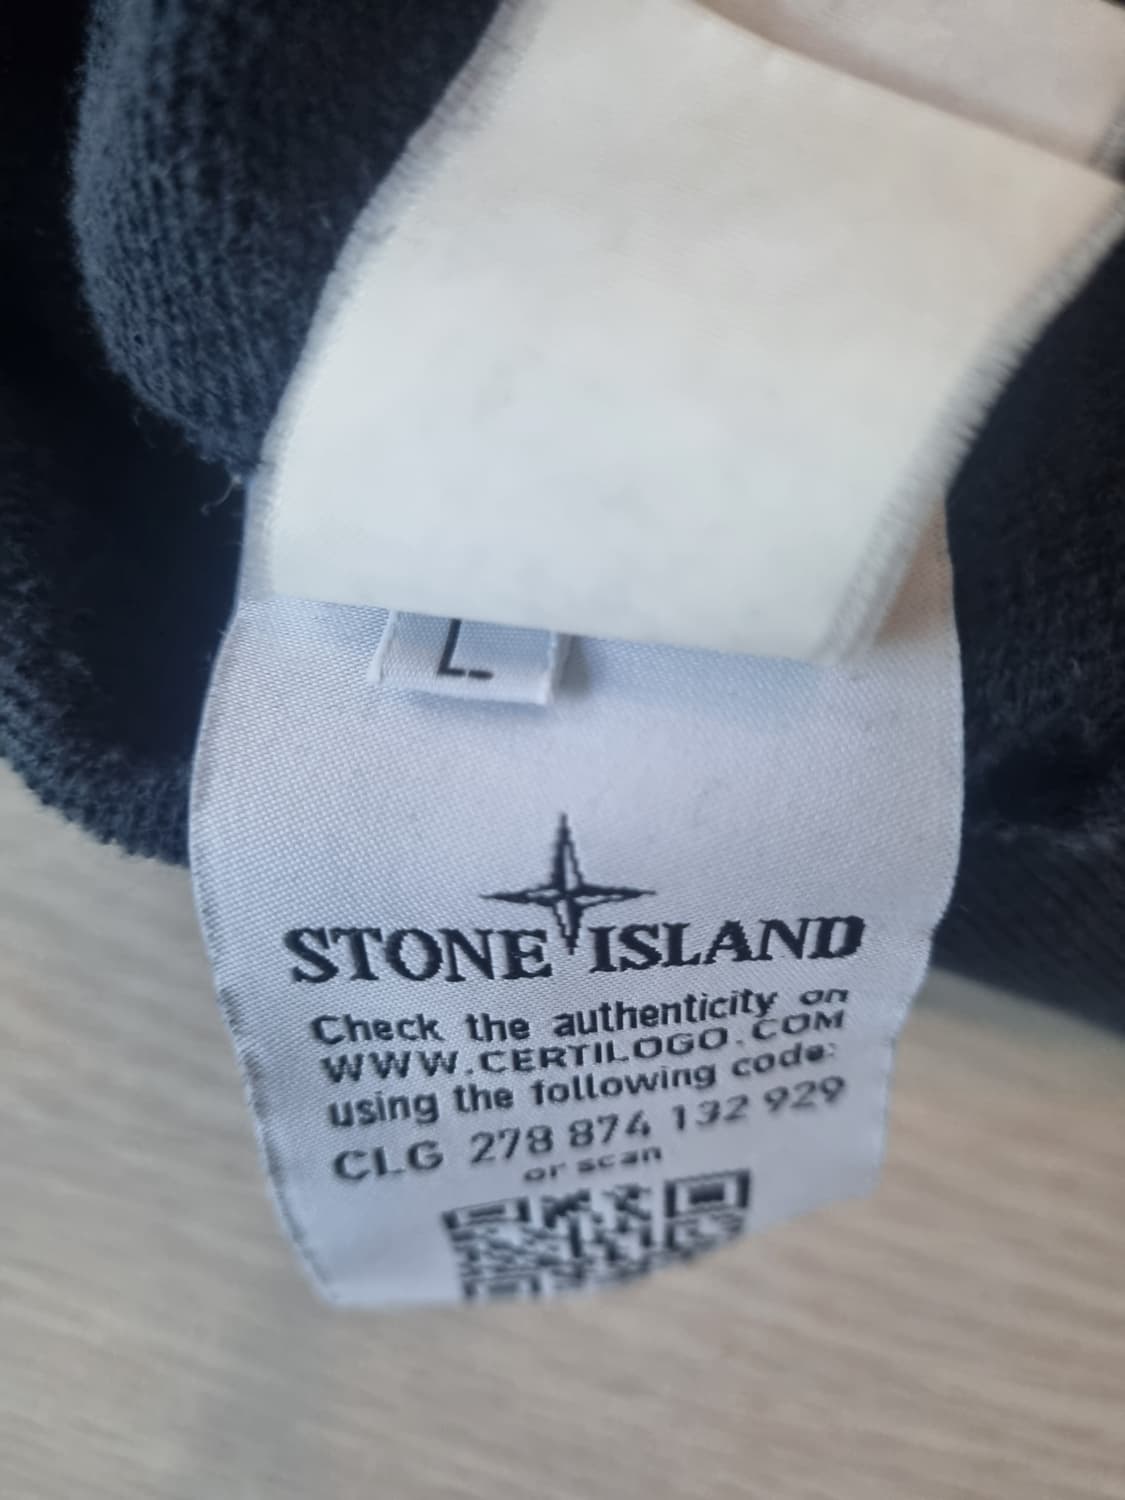 L
STONE ISLAND
Check the authenticity on
WWW.CERTILOGO.COM
using the following code:
CLG 278 874 132 929
or scan